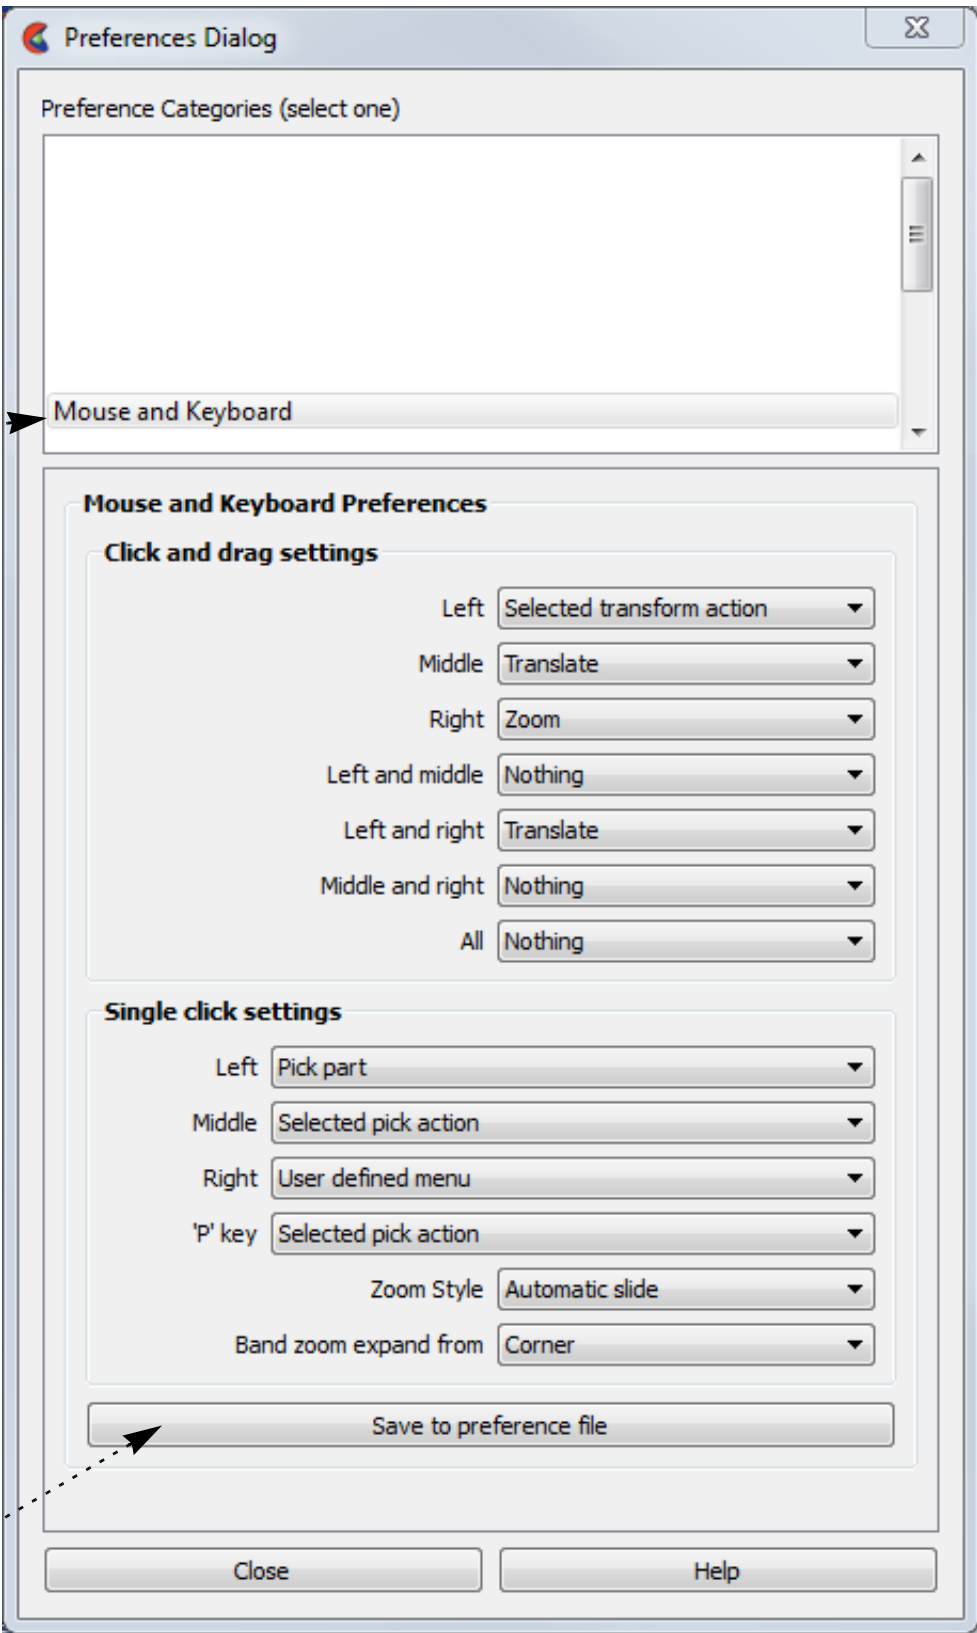 Preferences Dialog
Preference Categories (select one)
Mouse and Keyboard
Mouse and Keyboard Preferences
Click and drag settings
Left Selected transform action
Middle Translate
Right Zoom
Left and middle Nothing
Left and right Translate
Middle and right Nothing
All Nothing
Single click settings
Left Pick part
Middle Selected pick action
Right User defined menu
'P' key Selected pick action
Zoom Style Automatic slide
Band zoom expand from Corner
Save to preference file
Close Help